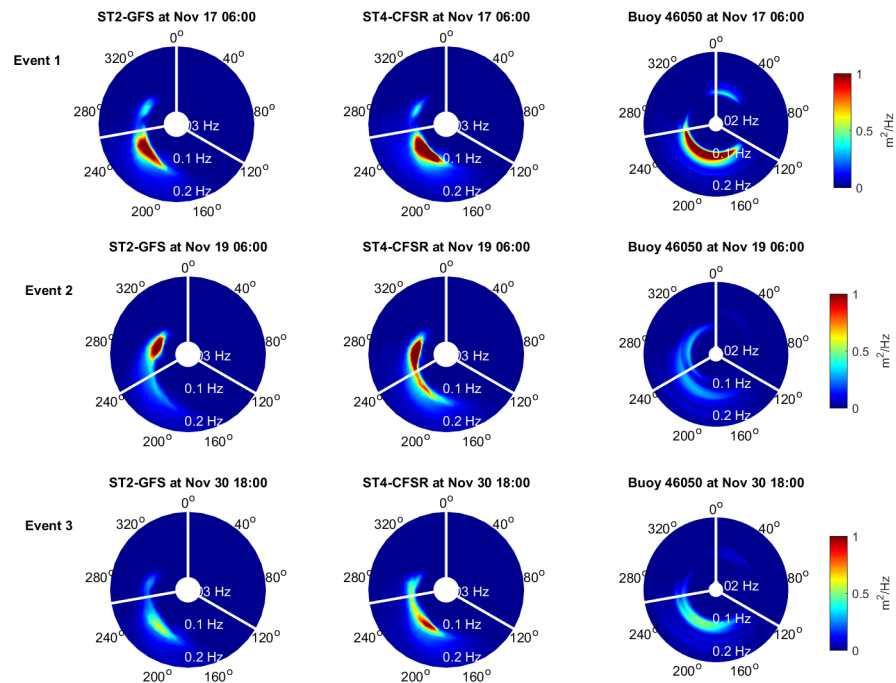 ST2-GFS at Nov 17 06:00 ST4-CFSR at Nov 17 06:00 Buoy 46050 at Nov 17 06:00
Event 1
0° 0° 0°
320° 40° 320° 40° 320° 40°
280° 80° 280° 80° 280° 80°
03 Hz 03 Hz 02 Hz
0.1 Hz 0.1 Hz 0.1 Hz
240° 120° 240° 120° 240° 120°
0.2 Hz 0.2 Hz 0.2 Hz
200° 160° 200° 160° 200° 160°
1
0.5
0
m²/Hz
ST2-GFS at Nov 19 06:00 ST4-CFSR at Nov 19 06:00 Buoy 46050 at Nov 19 06:00
Event 2
0° 0° 0°
320° 40° 320° 40° 320° 40°
280° 80° 280° 80° 280° 80°
03 Hz 03 Hz 02 Hz
0.1 Hz 0.1 Hz 0.1 Hz
240° 120° 240° 120° 240° 120°
0.2 Hz 0.2 Hz 0.2 Hz
200° 160° 200° 160° 200° 160°
1
0.5
0
m²/Hz
ST2-GFS at Nov 30 18:00 ST4-CFSR at Nov 30 18:00 Buoy 46050 at Nov 30 18:00
Event 3
0° 0° 0°
320° 40° 320° 40° 320° 40°
280° 80° 280° 80° 280° 80°
03 Hz 03 Hz 02 Hz
0.1 Hz 0.1 Hz 0.1 Hz
240° 120° 240° 120° 240° 120°
0.2 Hz 0.2 Hz 0.2 Hz
200° 160° 200° 160° 200° 160°
1
0.5
0
m²/Hz